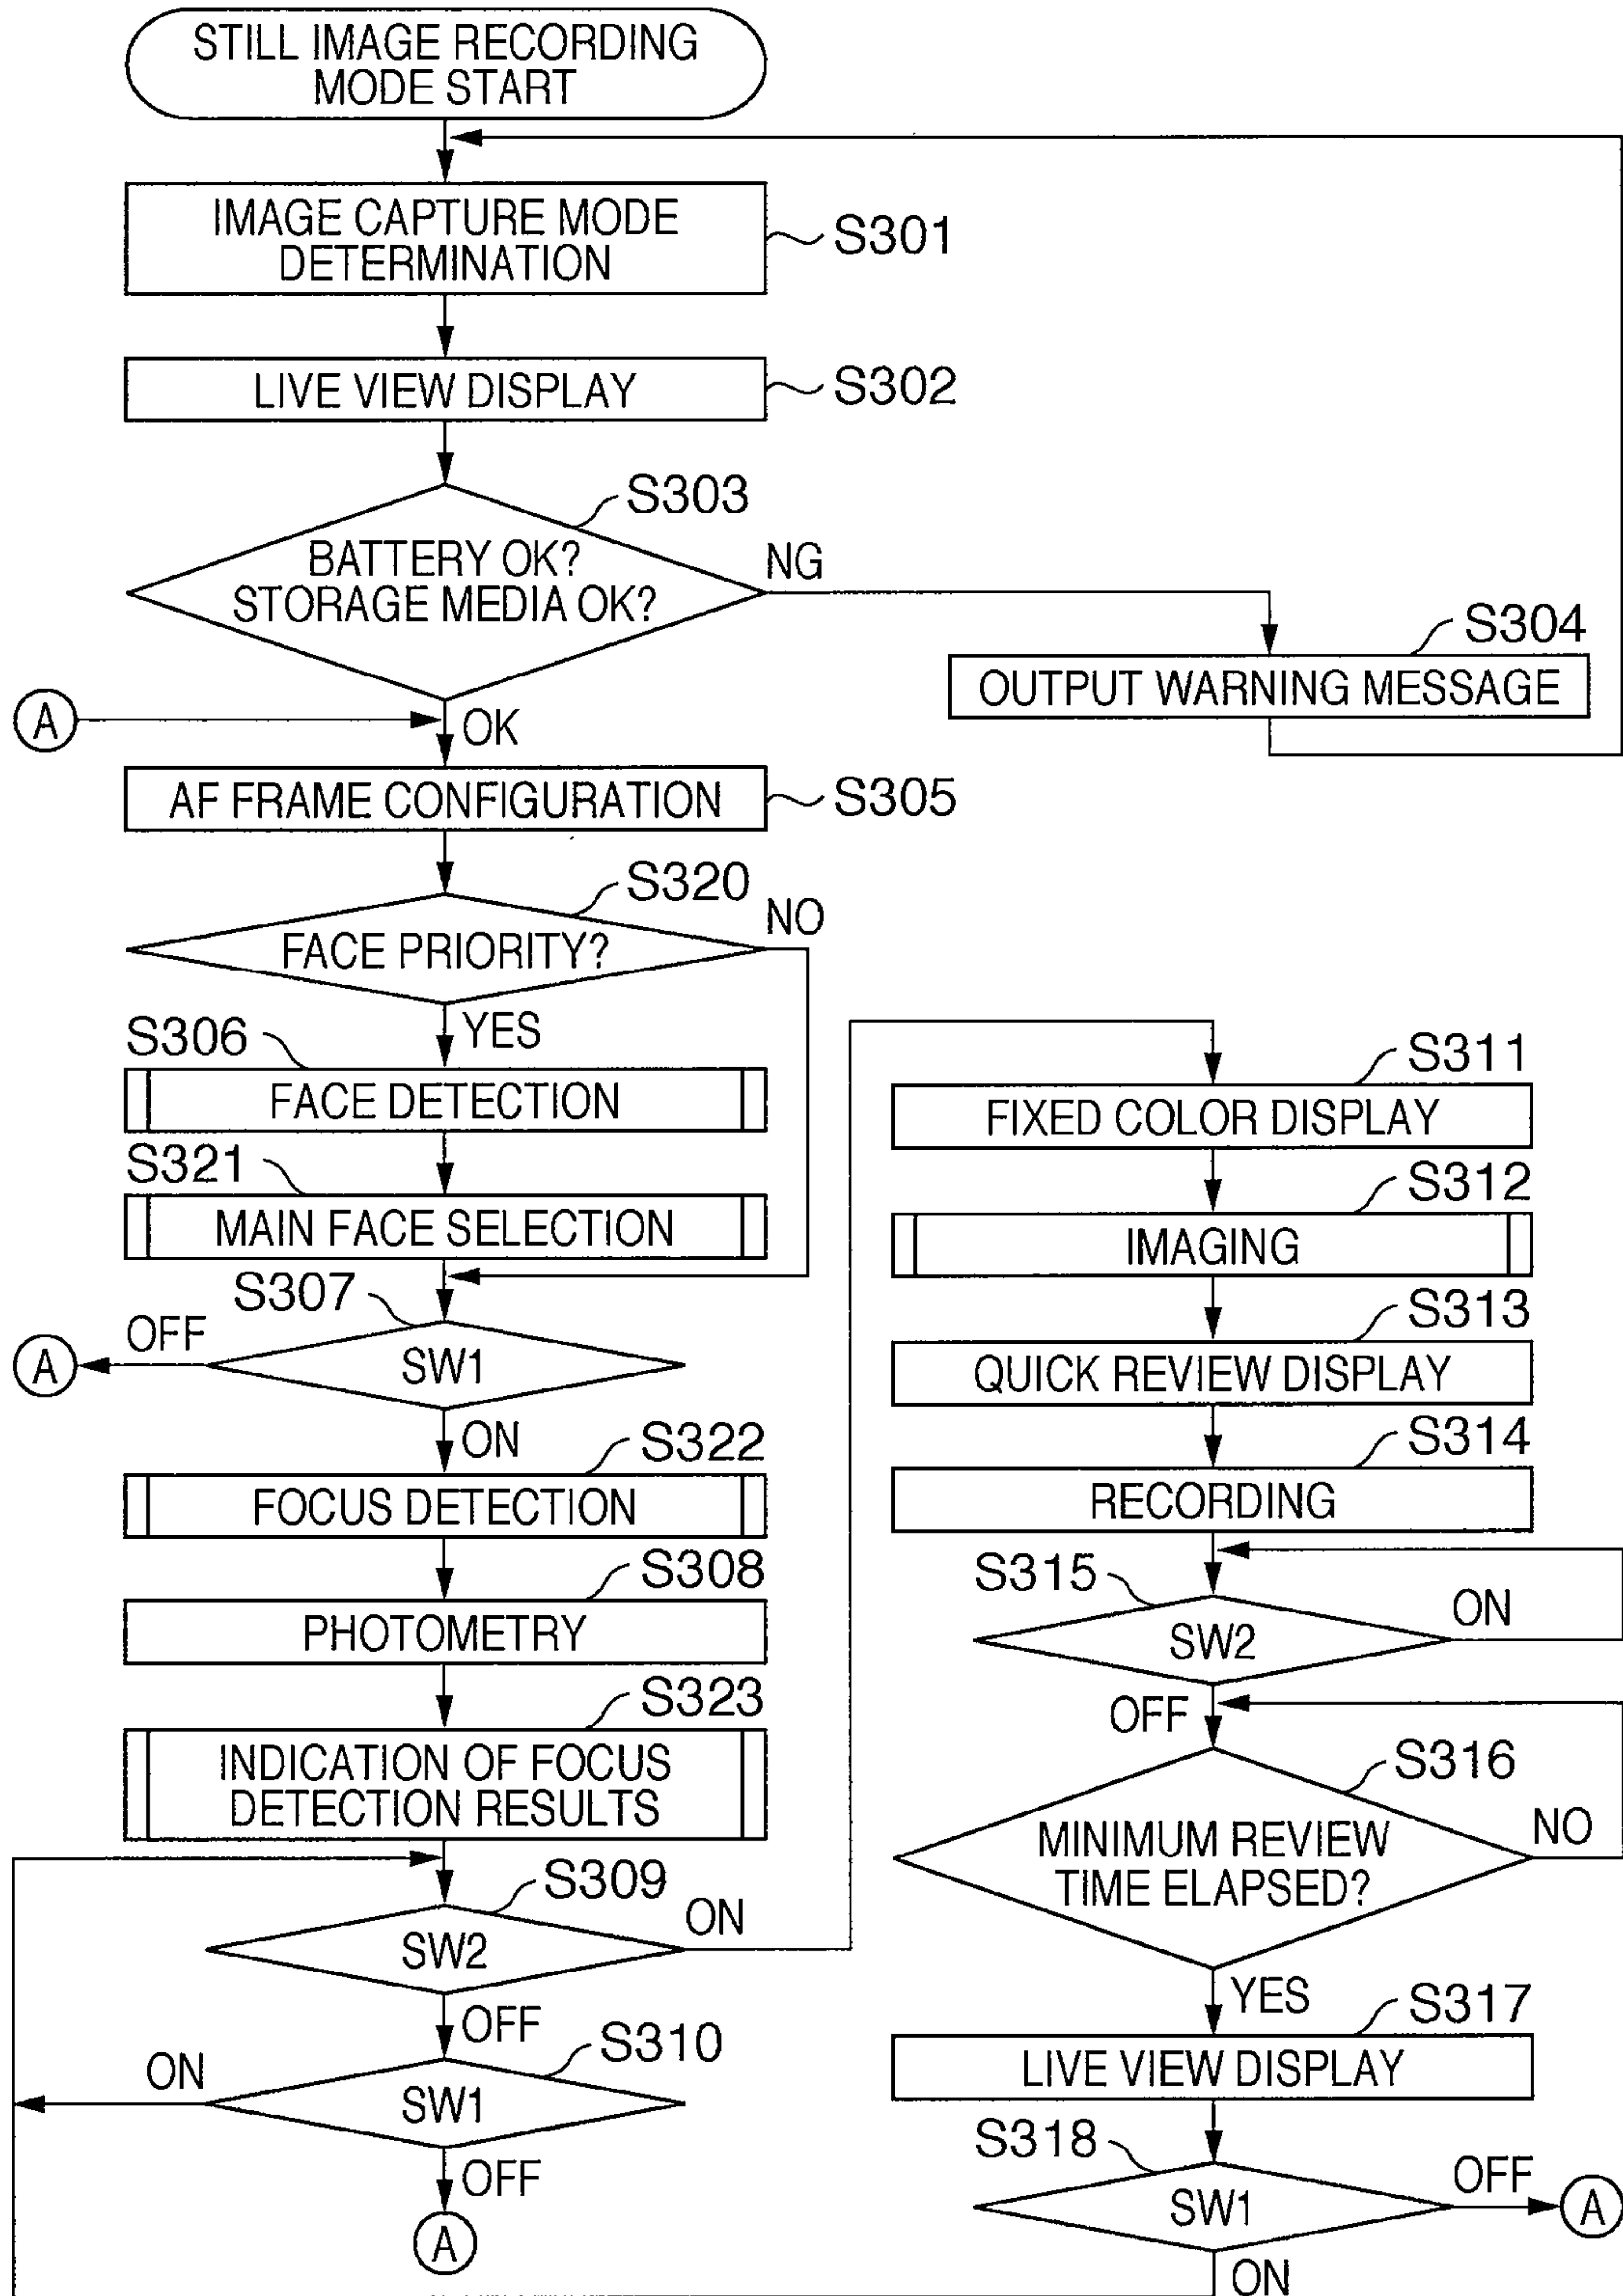 STILL IMAGE RECORDING
MODE START
IMAGE CAPTURE MODE
DETERMINATION
S301
LIVE VIEW DISPLAY
S302
S303
BATTERY OK?
STORAGE MEDIA OK?
NG
S304
OUTPUT WARNING MESSAGE
A
OK
AF FRAME CONFIGURATION
S305
S320
NO
FACE PRIORITY?
YES
S306
FACE DETECTION
S321
MAIN FACE SELECTION
S307
OFF
A
SW1
ON
S322
FOCUS DETECTION
S308
PHOTOMETRY
S323
INDICATION OF FOCUS
DETECTION RESULTS
S309
ON
SW2
OFF
S310
ON
SW1
OFF
A
S311
FIXED COLOR DISPLAY
S312
IMAGING
S313
QUICK REVIEW DISPLAY
S314
RECORDING
S315
ON
SW2
OFF
S316
MINIMUM REVIEW
TIME ELAPSED?
NO
YES
S317
LIVE VIEW DISPLAY
S318
OFF
SW1
A
ON